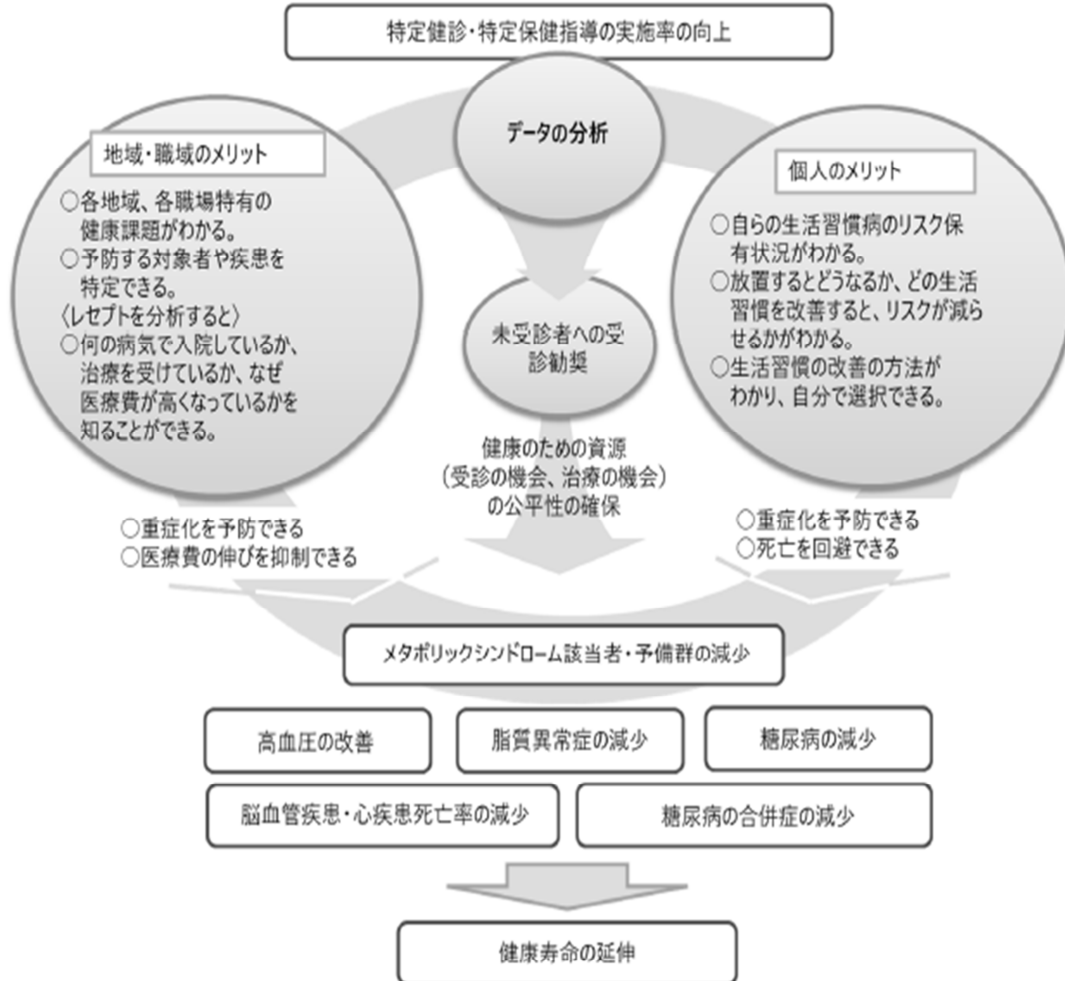 特定健診・特定保健指導の実施率の向上
データの分析
地域・職域のメリット
○各地域、各職場特有の
健康課題がわかる。
○予防する対象者や疾患を
特定できる。
〈レセプトを分析すると〉
○何の病気で入院しているか、
治療を受けているか、なぜ
医療費が高くなっているかを
知ることができる。
○重症化を予防できる
○医療費の伸びを抑制できる
未受診者への受
診勧奨
健康のための資源
(受診の機会、治療の機会)
の公平性の確保
個人のメリット
○自らの生活習慣病のリスク保
有状況がわかる。
○放置するとどうなるか、どの生活
習慣を改善すると、リスクが減ら
せるかがわかる。
○生活習慣の改善の方法が
わかり、自分で選択できる。
○重症化を予防できる
○死亡を回避できる
メタボリックシンドローム該当者・予備群の減少
高血圧の改善
脂質異常症の減少
糖尿病の減少
脳血管疾患・心疾患死亡率の減少
糖尿病の合併症の減少
健康寿命の延伸